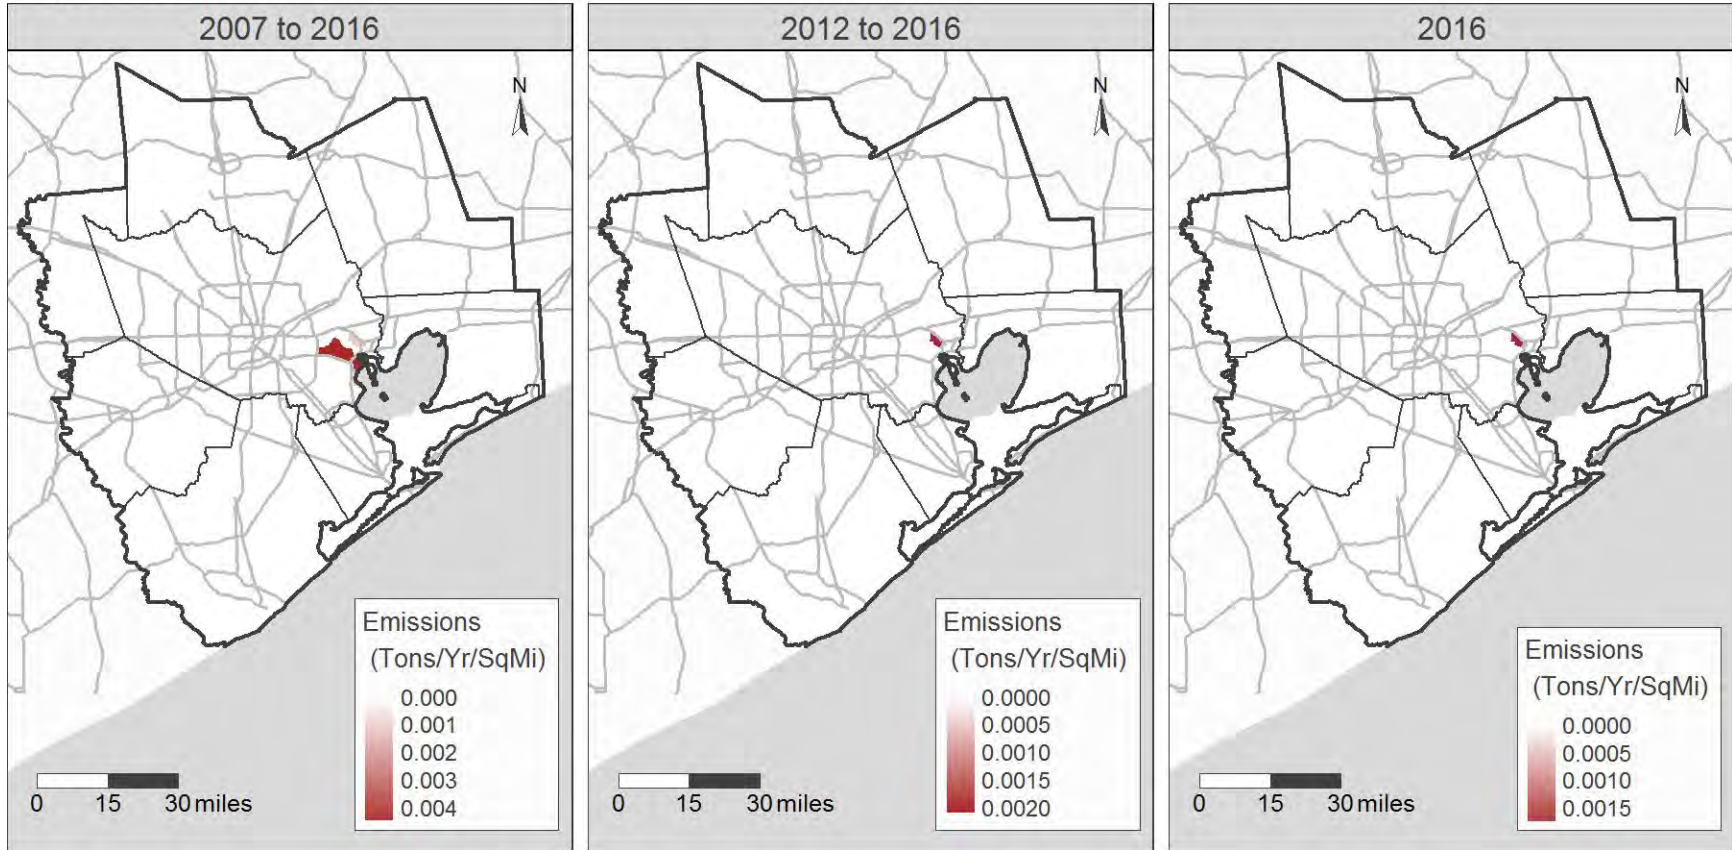 2007 to 2016
N
Emissions
(Tons/Yr/SqMi)
0.000
0.001
0.002
0.003
0.004
0 15 30 miles
2012 to 2016
N
Emissions
(Tons/Yr/SqMi)
0.0000
0.0005
0.0010
0.0015
0.0020
0 15 30 miles
2016
N
Emissions
(Tons/Yr/SqMi)
0.0000
0.0005
0.0010
0.0015
0 15 30 miles